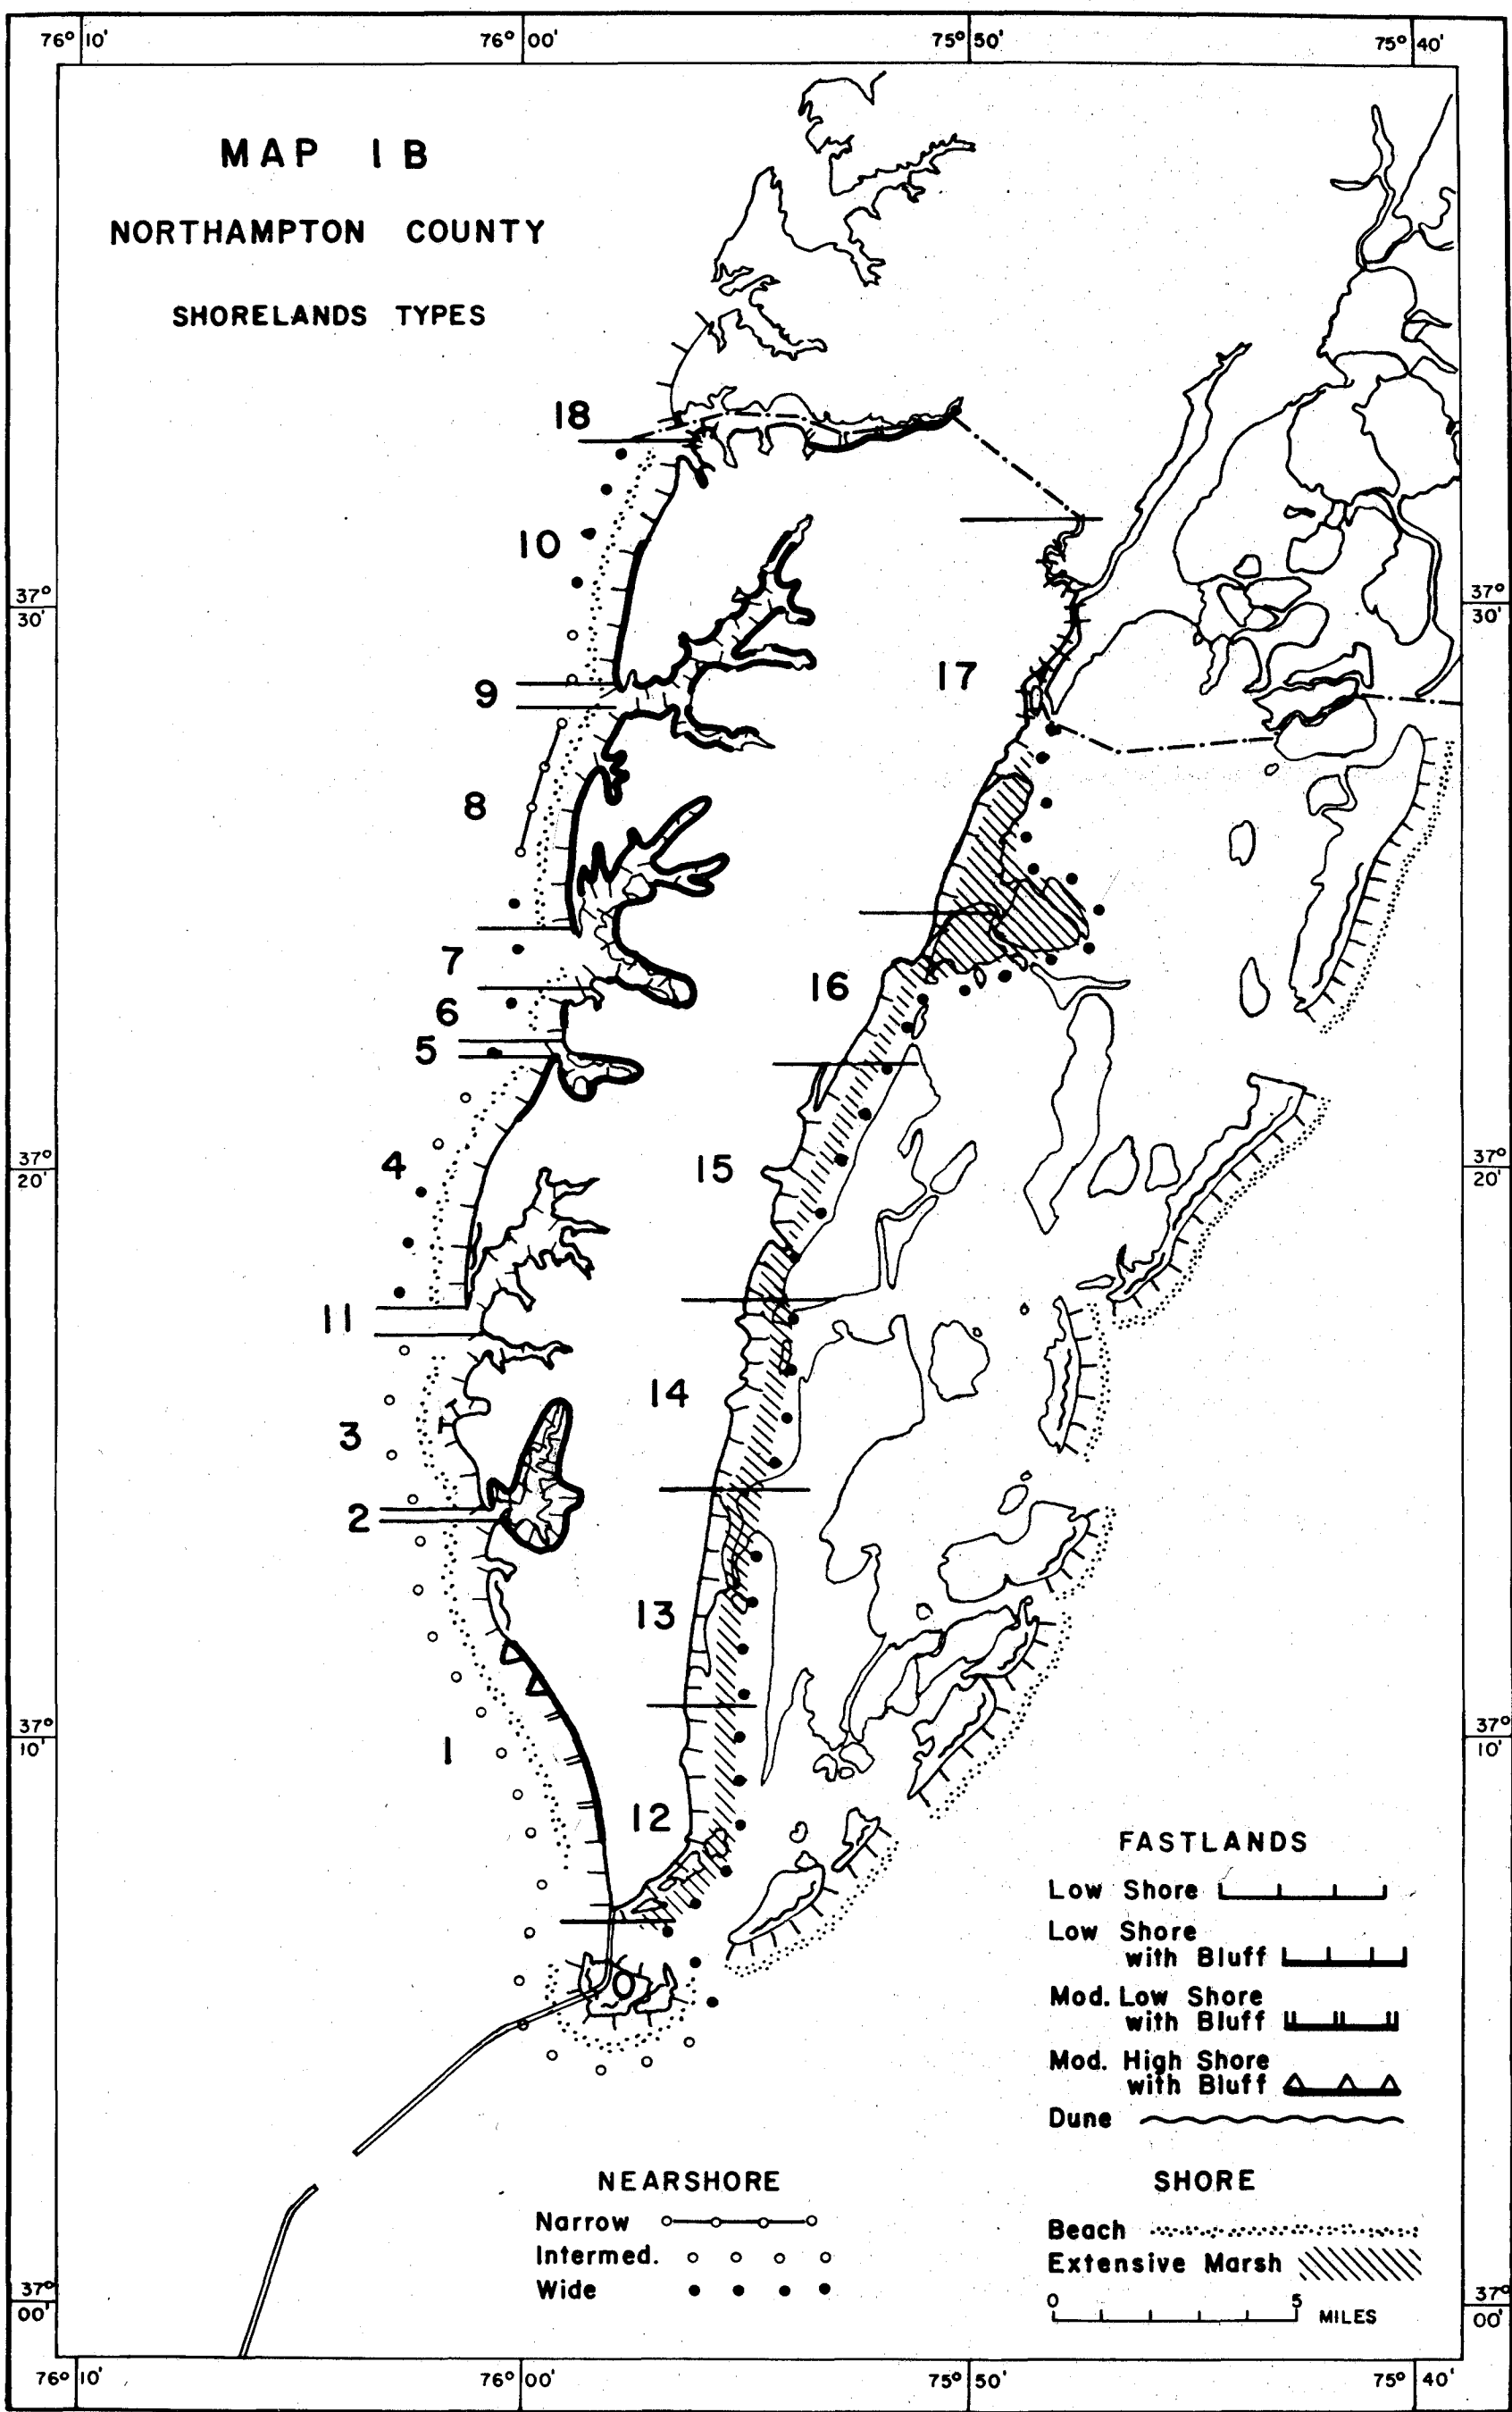 76° 10'
76° 00'
75° 50'
75° 40'
MAP 1B
NORTHAMPTON COUNTY
SHORELANDS TYPES
18
10
37°
30'
37°
30'
9
17
8
7
16
6
5
15
4
37°
20'
37°
20'
11
14
3
2
13
1
37°
10'
37°
10'
12
0
FASTLANDS
Low Shore
Low Shore
with Bluff
Mod. Low Shore
with Bluff
Mod. High Shore
with Bluff
Dune
NEARSHORE
Narrow
Intermed.
Wide
SHORE
Beach
Extensive Marsh
0 5 MILES
37°
00'
37°
00'
76° 10'
76° 00'
75° 50'
75° 40'